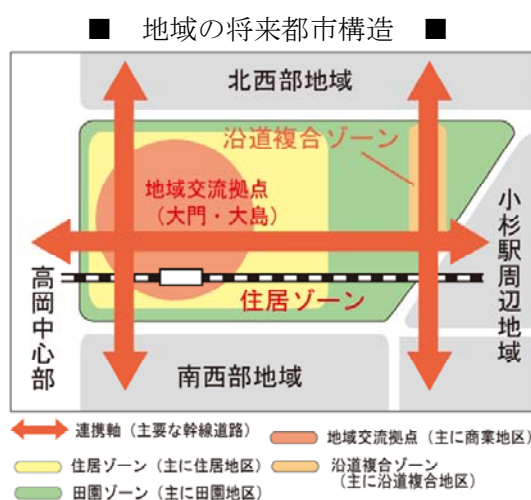 ■ 地域の将来都市構造 ■
北西部地域
沿道複合ゾーン
地域交流拠点
（大門・大島）
小杉駅周辺地域
高岡中心部
住居ゾーン
南西部地域
連携軸（主要な幹線道路）
地域交流拠点（主に商業地区）
住居ゾーン（主に住居地区）
沿道複合ゾーン
（主に沿道複合地区）
田園ゾーン（主に田園地区）